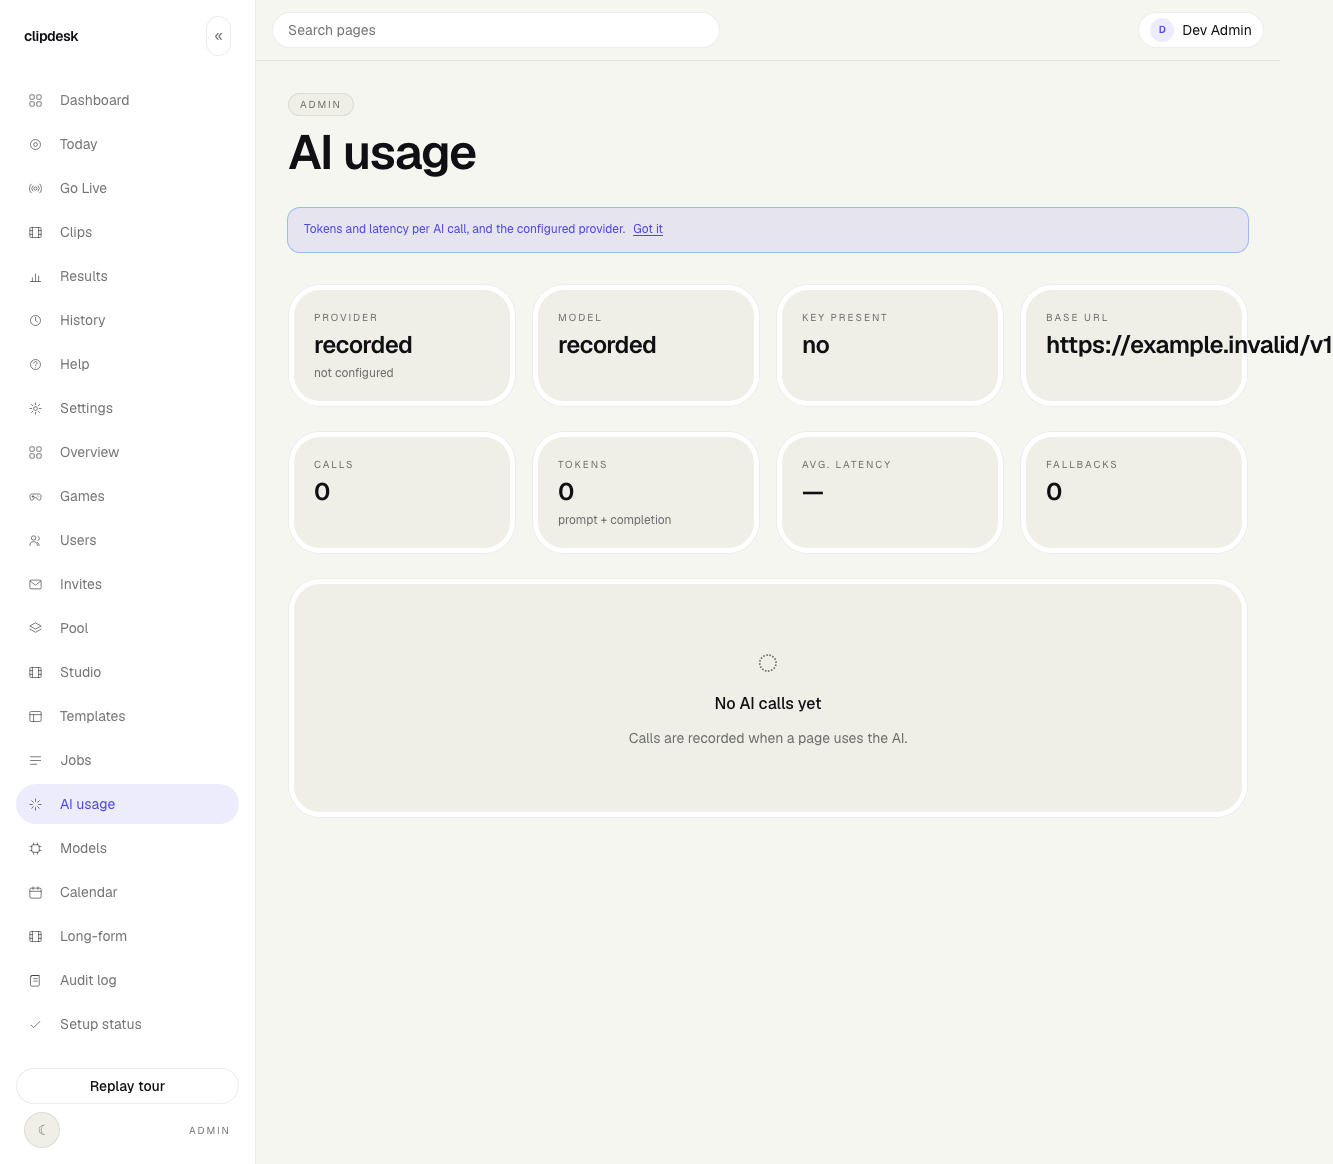 clipdesk
«
Dashboard
Today
Go Live
Clips
Results
History
Help
Settings
Overview
Games
Users
Invites
Pool
Studio
Templates
Jobs
AI usage
Models
Calendar
Long-form
Audit log
Setup status
Replay tour
ADMIN
Search pages
D Dev Admin
ADMIN
AI usage
Tokens and latency per AI call, and the configured provider. Got it
PROVIDER
recorded
not configured
MODEL
recorded
KEY PRESENT
no
BASE URL
https://example.invalid/v1
CALLS
0
TOKENS
0
prompt + completion
AVG. LATENCY
—
FALLBACKS
0
No AI calls yet
Calls are recorded when a page uses the AI.